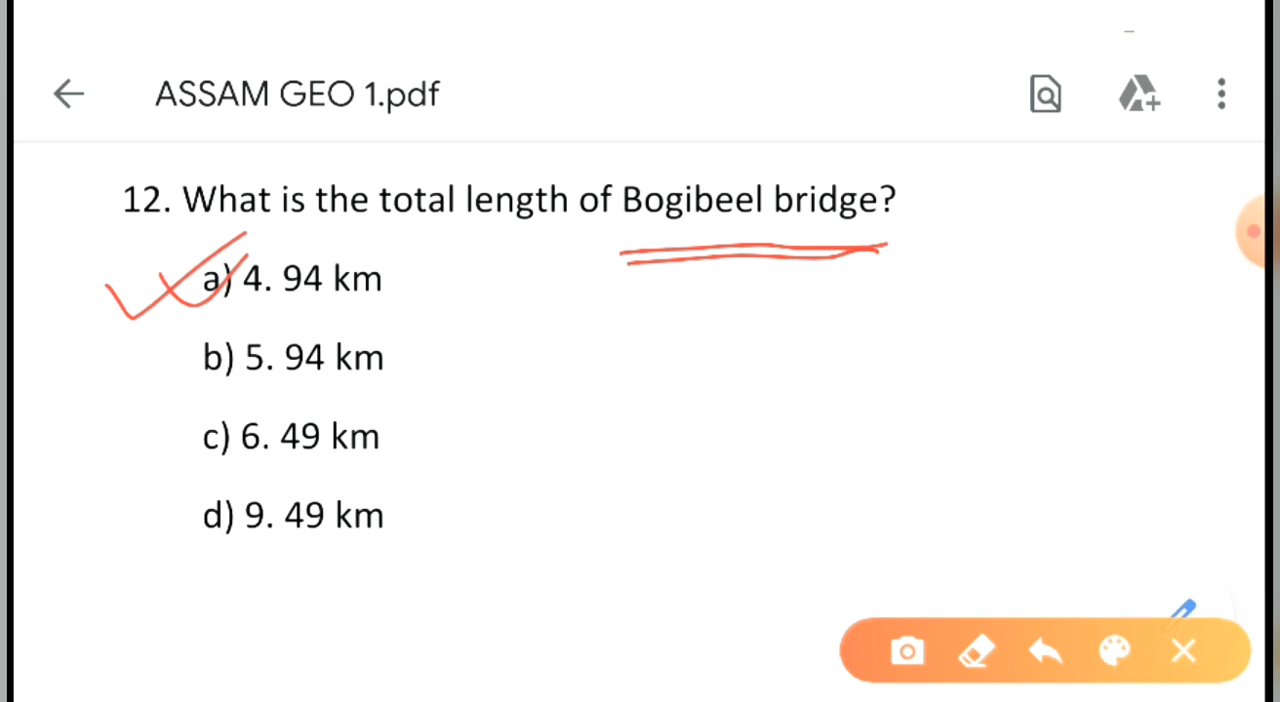 ASSAM GEO 1.pdf
12. What is the total length of Bogibeel bridge?
a) 4. 94 km
b) 5. 94 km
c) 6. 49 km
d) 9. 49 km